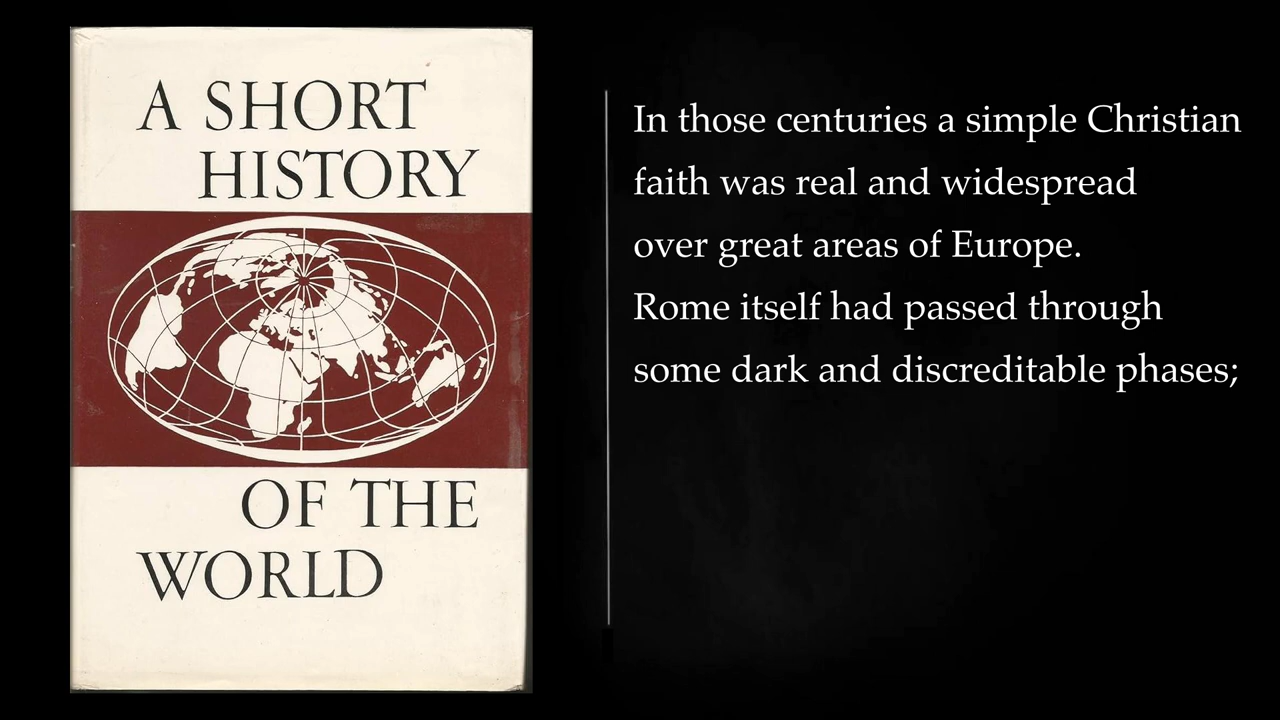 A SHORT
HISTORY
OF THE
WORLD
In those centuries a simple Christian
faith was real and widespread
over great areas of Europe.
Rome itself had passed through
some dark and discreditable phases;